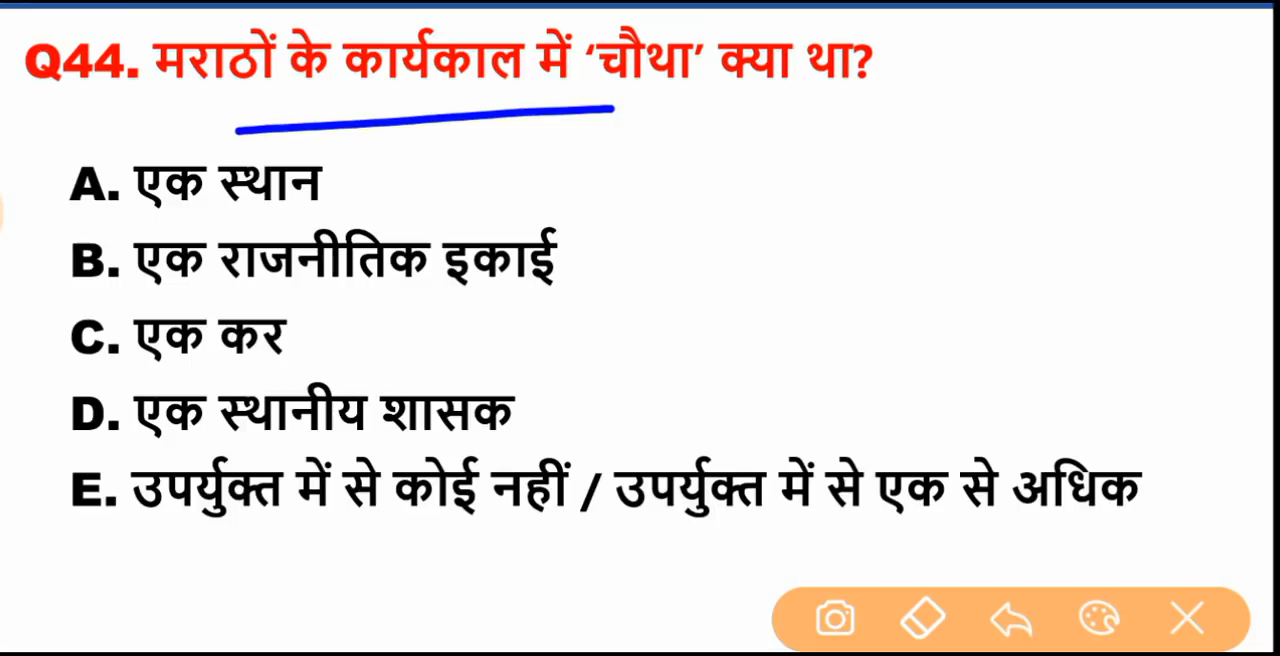 Q44. मराठों के कार्यकाल में ‘चौथा’ क्या था?
A. एक स्थान
B. एक राजनीतिक इकाई
C. एक कर
D. एक स्थानीय शासक
E. उपर्युक्त में से कोई नहीं / उपर्युक्त में से एक से अधिक